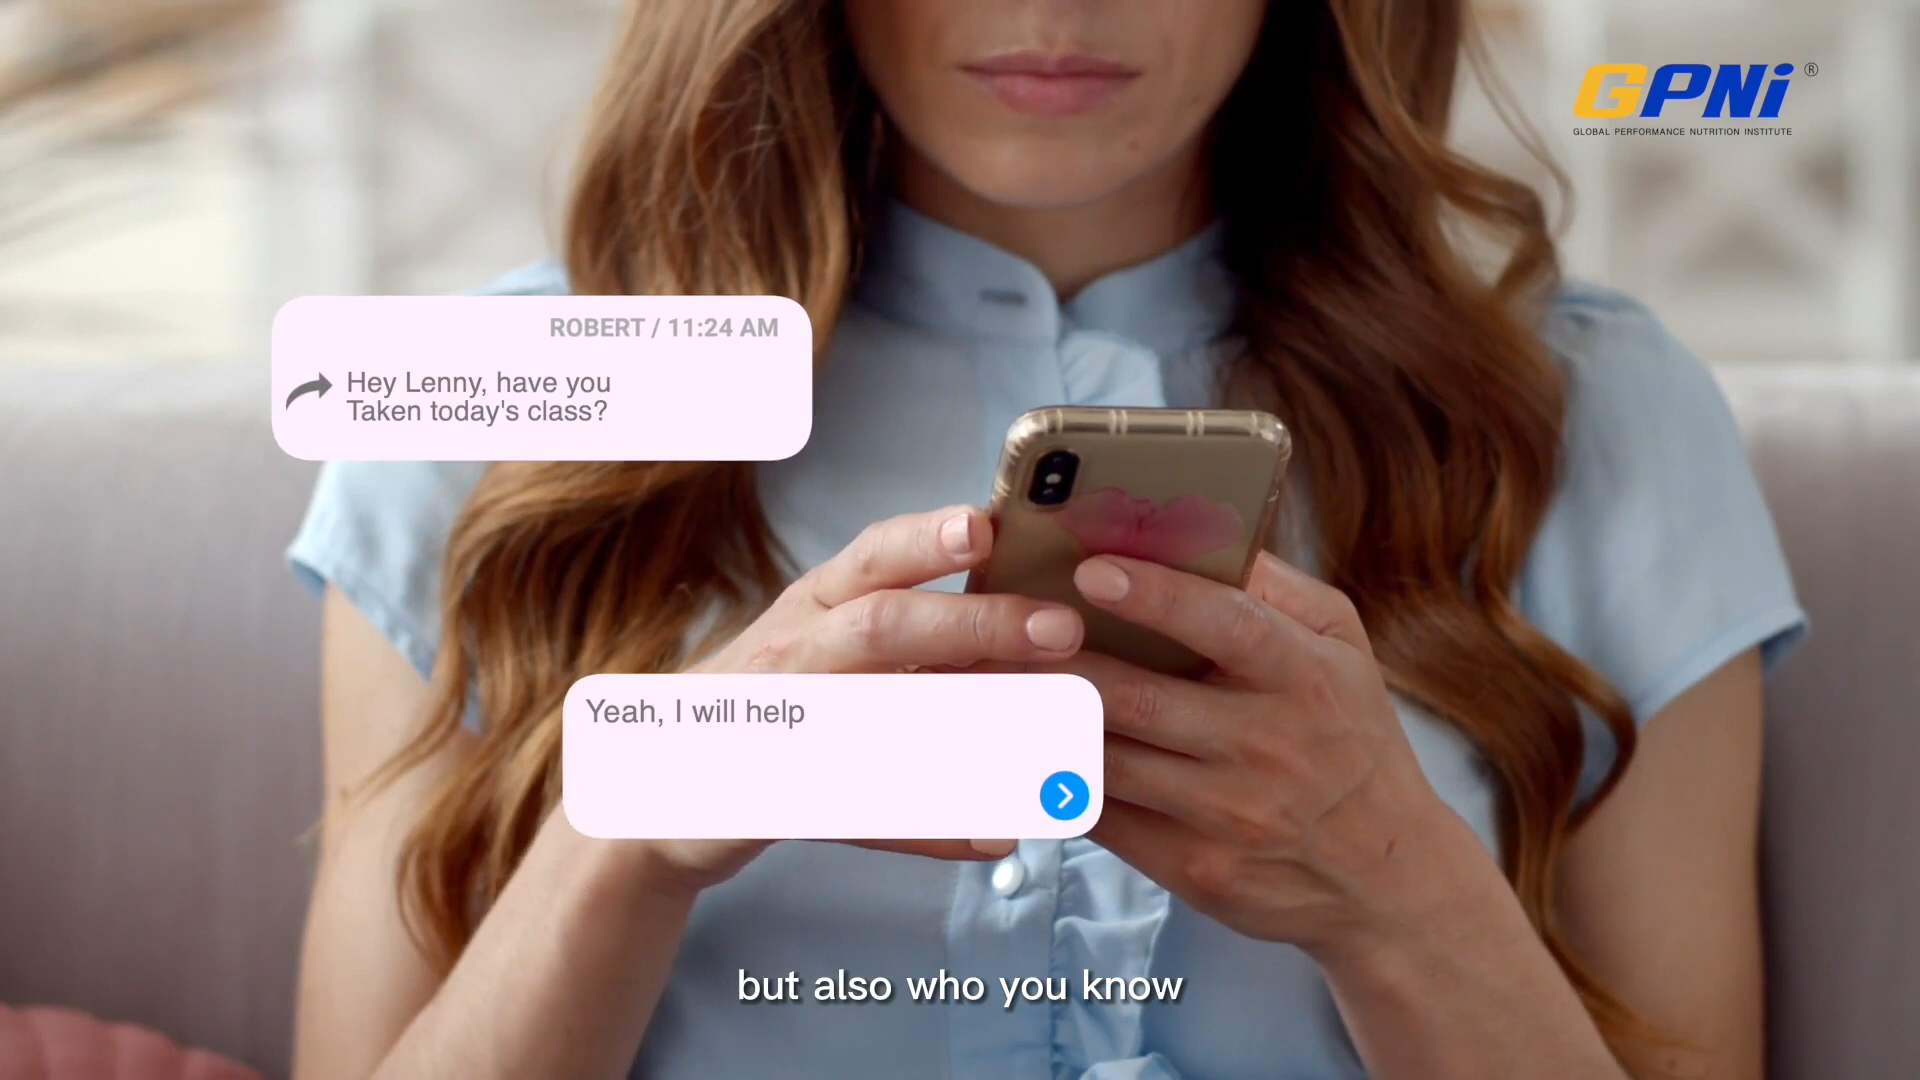 GPNi®
GLOBAL PERFORMANCE NUTRITION INSTITUTE
ROBERT / 11:24 AM
Hey Lenny, have you
Taken today's class?
Yeah, I will help
but also who you know